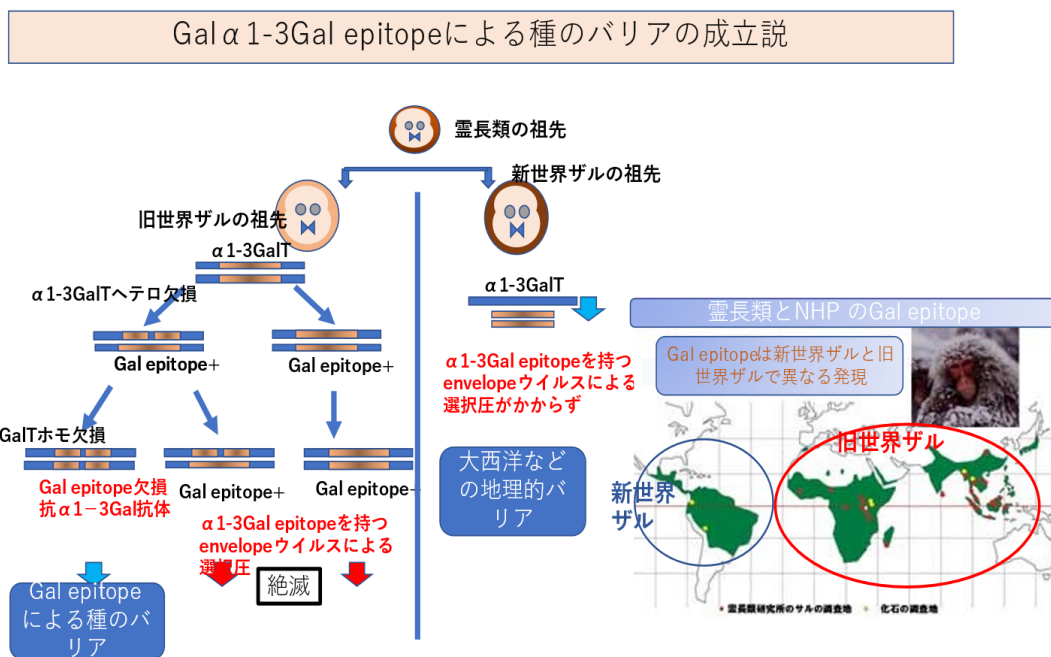 Gal α 1-3Gal epitopeによる種のバリアの成立説
霊長類の祖先
新世界ザルの祖先
旧世界ザルの祖先
α 1-3GalT
α 1-3GalTヘテロ欠損
Gal epitope+
Gal epitope+
GalTホモ欠損
Gal epitope欠損
抗α 1－3Gal抗体
Gal epitope+
Gal epitope+
α 1-3Gal epitopeを持つ
envelopeウイルスによる
選択圧
絶滅
Gal epitope
による種のバ
リア
α 1-3GalT
α 1-3Gal epitopeを持つ
envelopeウイルスによる
選択圧がかからず
大西洋など
の地理的バ
リア
霊長類とNHP のGal epitope
Gal epitopeは新世界ザルと旧
世界ザルで異なる発現
旧世界ザル
新世界
ザル
霊長類研究所のサルの調査地
化石の調査地